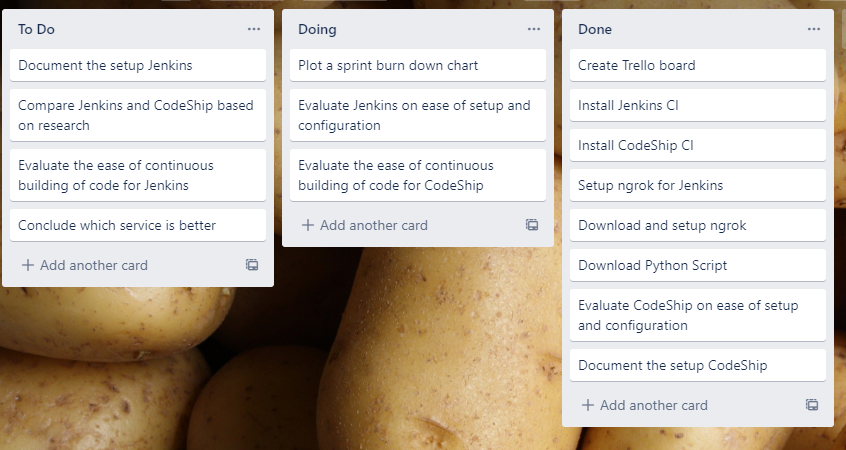 To Do
Document the setup Jenkins
Compare Jenkins and CodeShip based
on research
Evaluate the ease of continuous
building of code for Jenkins
Conclude which service is better
Add another card
Doing
Plot a sprint burn down chart
Evaluate Jenkins on ease of setup and
configuration
Evaluate the ease of continuous
building of code for CodeShip
Add another card
Done
Create Trello board
Install Jenkins CI
Install CodeShip CI
Setup ngrok for Jenkins
Download and setup ngrok
Download Python Script
Evaluate CodeShip on ease of setup
and configuration
Document the setup CodeShip
Add another card